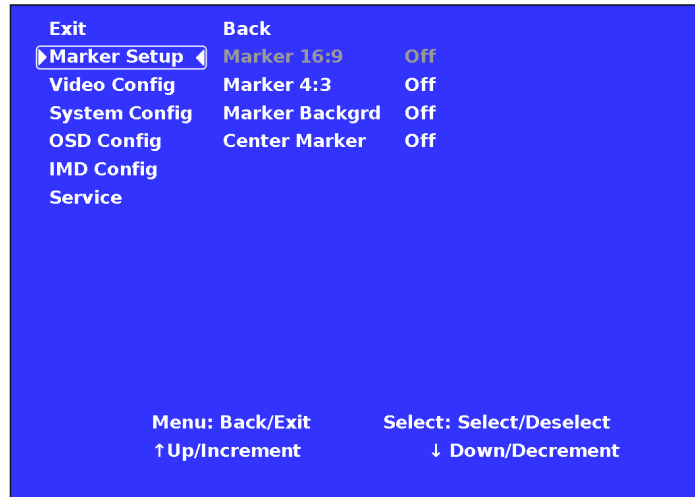 Exit Back
Marker Setup Marker 16:9 Off
Video Config Marker 4:3 Off
System Config Marker Backgrd Off
OSD Config Center Marker Off
IMD Config
Service
Menu: Back/Exit Select: Select/Deselect
↑Up/Increment ↓ Down/Decrement